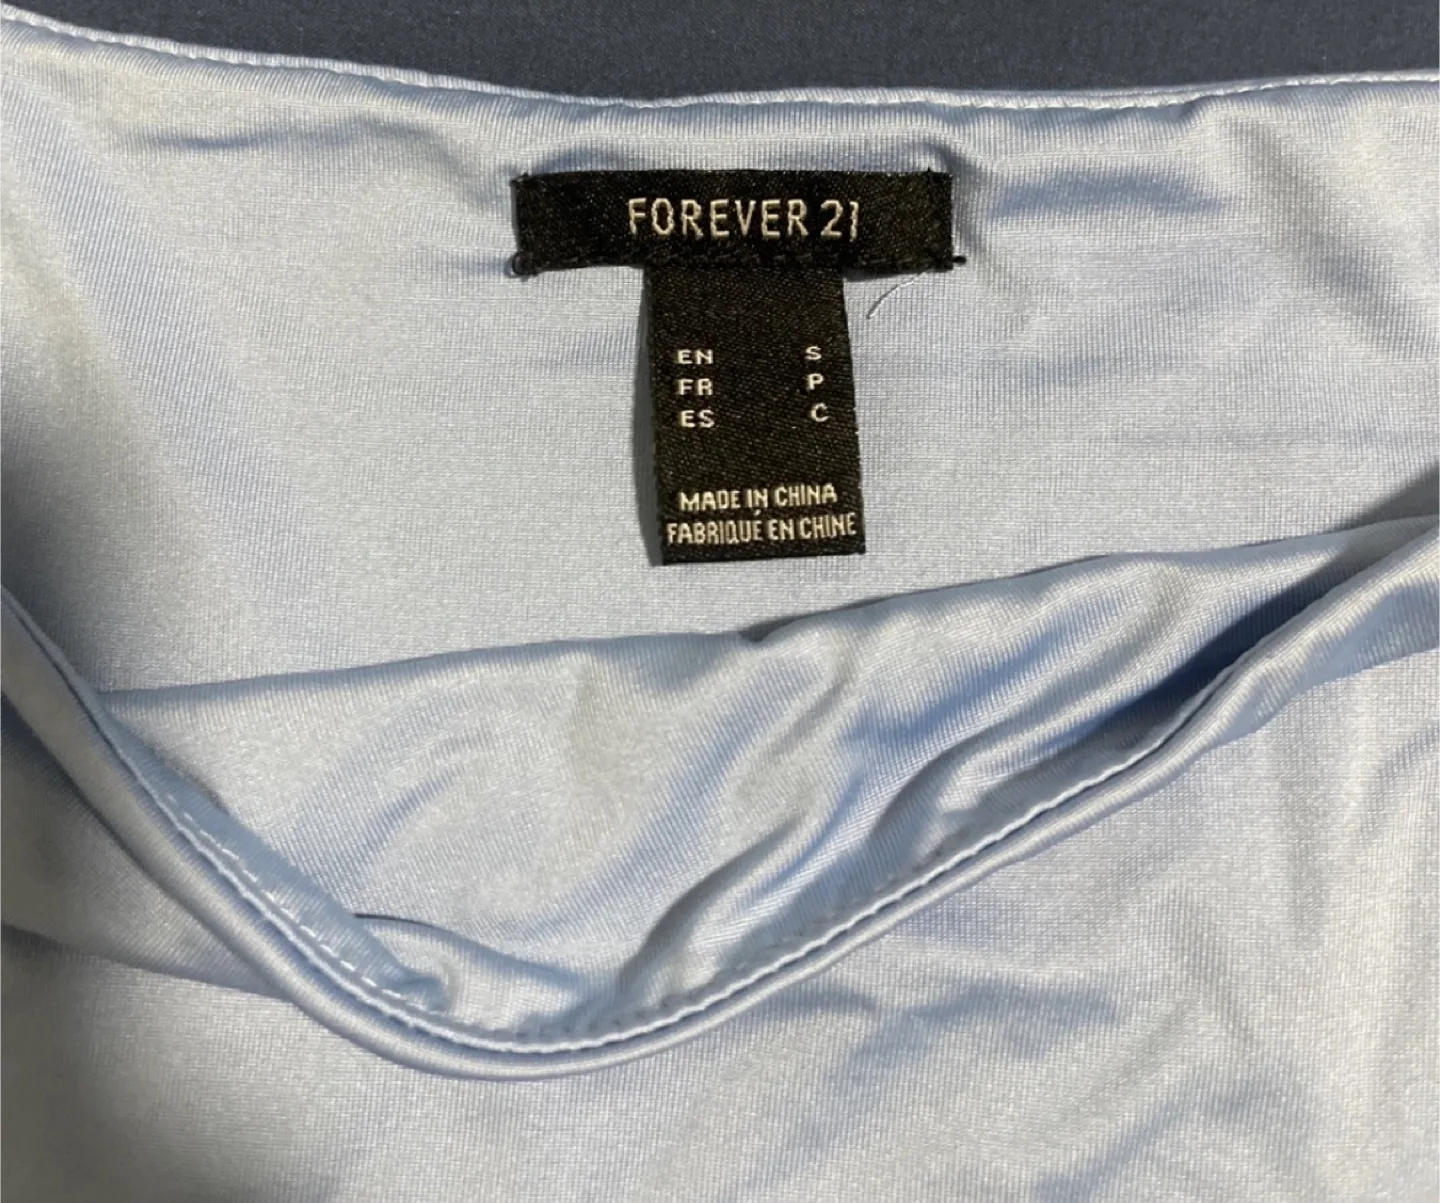 FOREVER 21
EN S
FR P
ES C
MADE IN CHINA
FABRIQUÉ EN CHINE